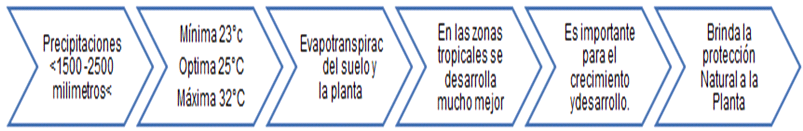 Precipitaciones
<1500 -2500
milimetros<
Mínima 23°c
Optima 25°C
Máxima 32°C
Evapotranspirac
del suelo y
la planta
En las zonas
tropicales se
desarrolla
mucho mejor
Es importante
para el
crecimiento
ydesarrollo.
Brinda la
protección
Natural a la
Planta